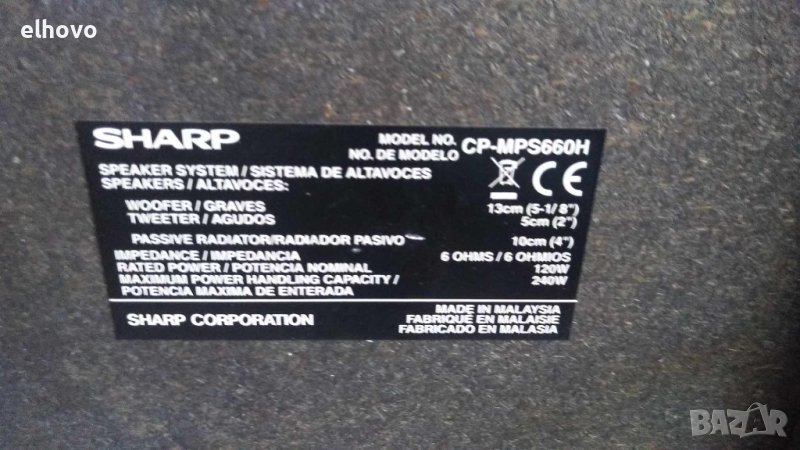 elhovo
SHARP
MODEL NO.
NO. DE MODELO CP-MPS660H
SPEAKER SYSTEM / SISTEMA DE ALTAVOCES
SPEAKERS / ALTAVOCES:
WOOFER / GRAVES 13cm (5-1/8")
TWEETER / AGUDOS 5cm (2")
PASSIVE RADIATOR/RADIADOR PASIVO 10cm (4")
IMPEDANCE / IMPEDANCIA 6 OHMS / 6 OHMIOS
RATED POWER / POTENCIA NOMINAL 120W
MAXIMUM POWER HANDLING CAPACITY / 240W
POTENCIA MAXIMA DE ENTERADA
SHARP CORPORATION
MADE IN MALAYSIA
FABRIQUÉ EN MALAISIE
FABRICADO EN MALASIA
CE
BAZAR